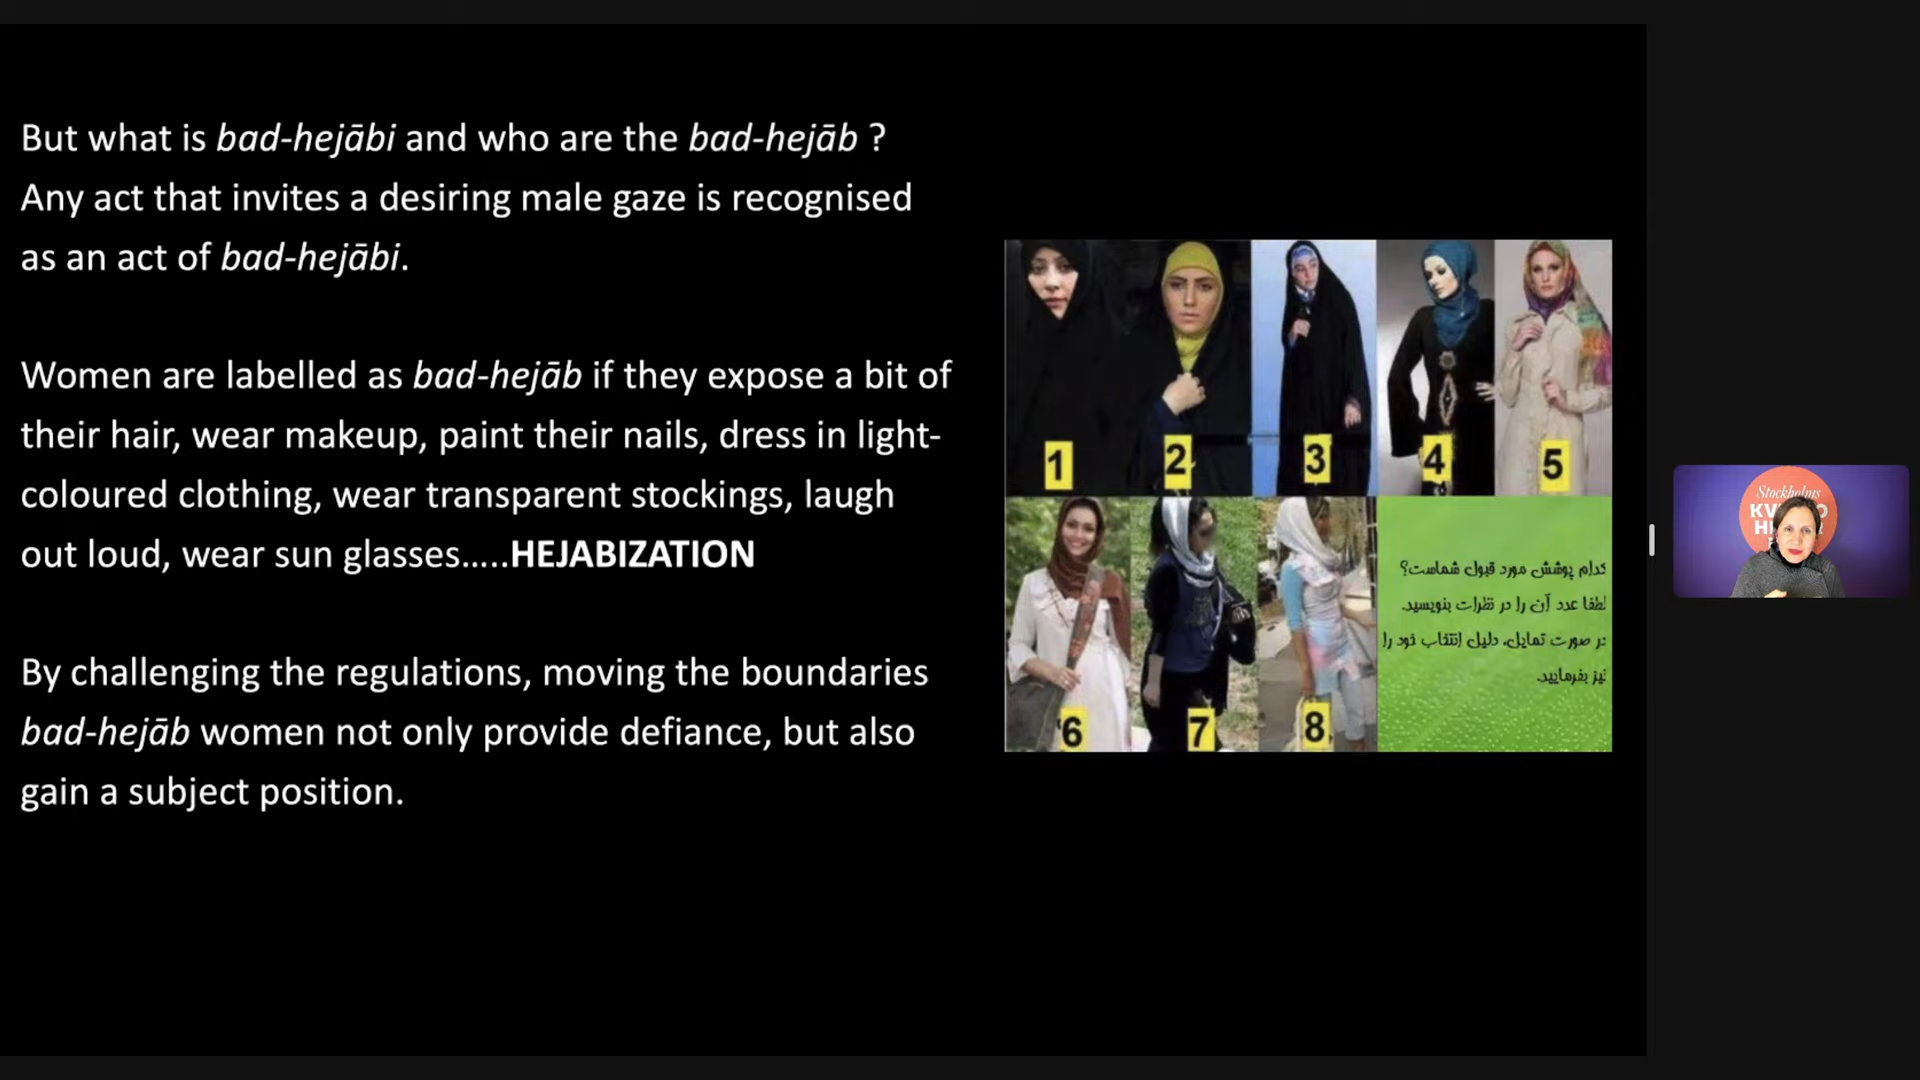 But what is bad-hejābi and who are the bad-hejāb ?
Any act that invites a desiring male gaze is recognised
as an act of bad-hejābi.
Women are labelled as bad-hejāb if they expose a bit of
their hair, wear makeup, paint their nails, dress in light-
coloured clothing, wear transparent stockings, laugh
out loud, wear sun glasses.....HEJABIZATION
By challenging the regulations, moving the boundaries
bad-hejāb women not only provide defiance, but also
gain a subject position.
1
2
3
4
5
6
7
8
کدام پوشش مورد قبول شماست؟
لطفا عدد آن را در نظرات بنویسید.
در صورت تمایل، دلیل انتخاب خود را
نیز بفرمایید.
Stockholms